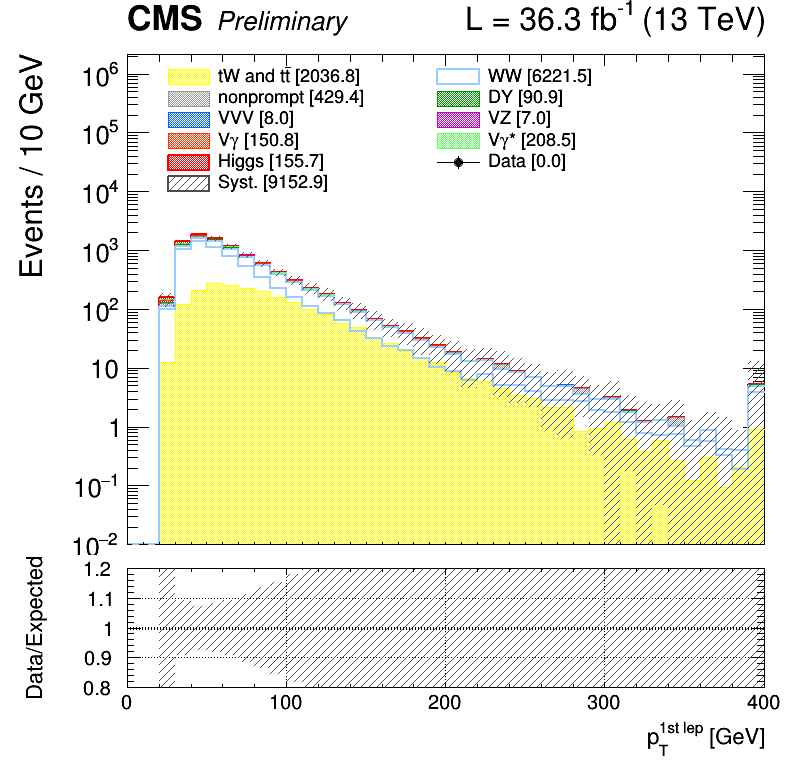 CMS Preliminary L = 36.3 fb⁻¹ (13 TeV)
Events / 10 GeV
10⁶
10⁵
10⁴
10³
10²
10
1
10⁻¹
10⁻²
tW and tt̄ [2036.8]
nonprompt [429.4]
VVV [8.0]
Vγ [150.8]
Higgs [155.7]
Syst. [9152.9]
WW [6221.5]
DY [90.9]
VZ [7.0]
Vγ* [208.5]
Data [0.0]
Data/Expected
1.2
1.1
1
0.9
0.8
0 100 200 300 400
p_T^{1st lep} [GeV]